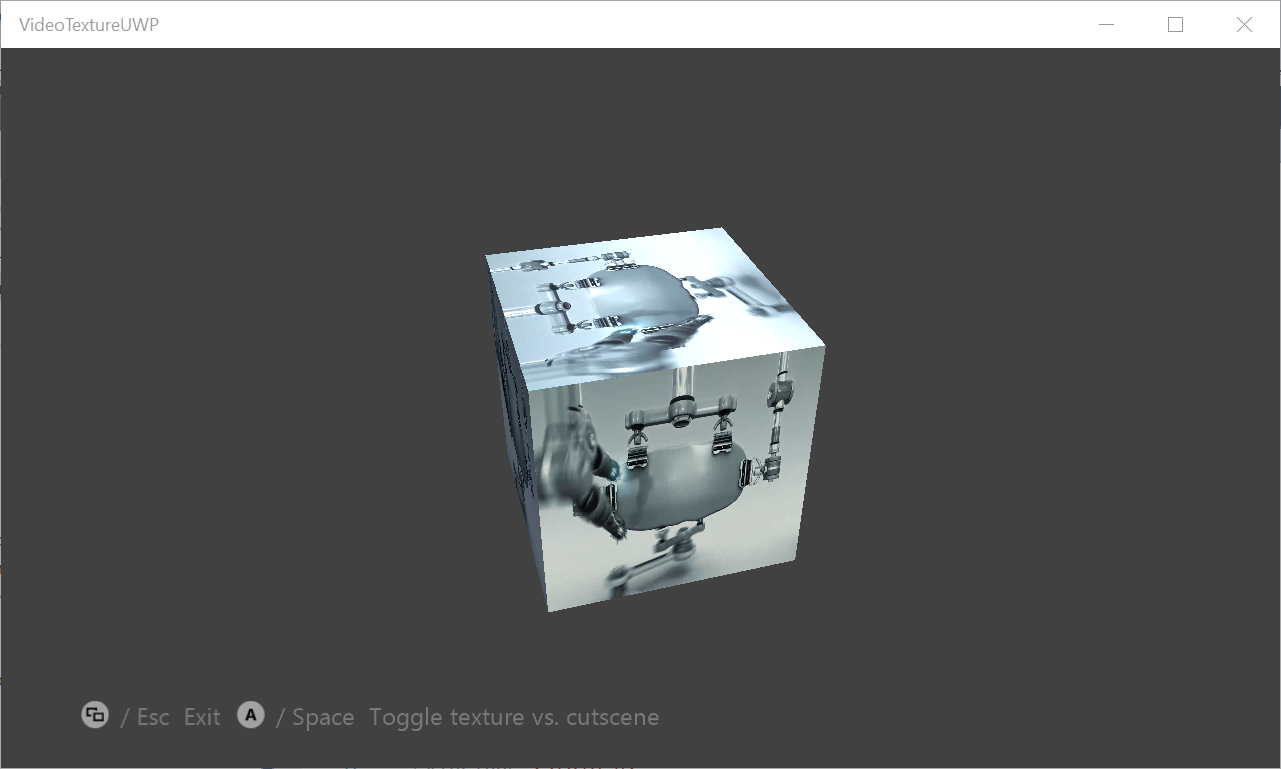 VideoTextureUWP
/ Esc Exit A / Space Toggle texture vs. cutscene